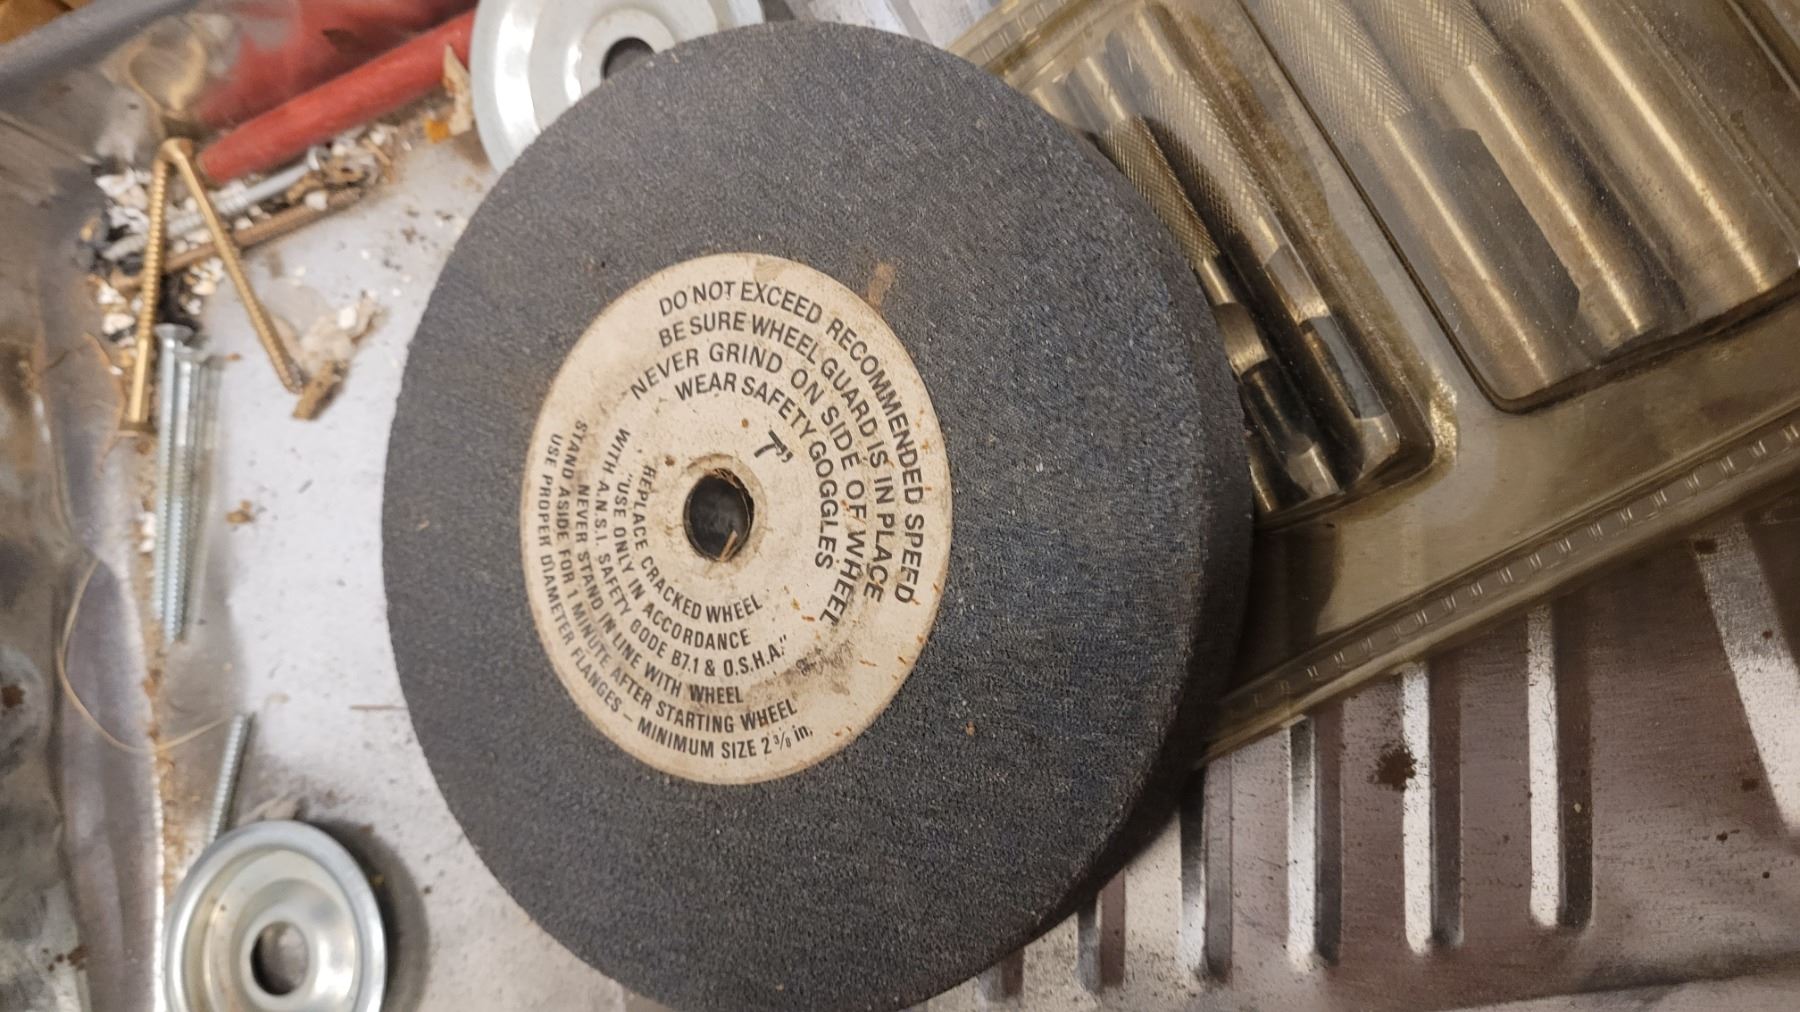 DO NOT EXCEED RECOMMENDED SPEED
BE SURE WHEEL GUARD IS IN PLACE
NEVER GRIND ON SIDE OF WHEEL
WEAR SAFETY GOGGLES
7"
REPLACE CRACKED WHEEL
"USE ONLY IN ACCORDANCE
WITH A.N.S.I. SAFETY CODE B7.1 & O.S.H.A."
NEVER STAND IN LINE WITH WHEEL
STAND ASIDE FOR 1 MINUTE AFTER STARTING WHEEL
USE PROPER DIAMETER FLANGES – MINIMUM SIZE 2 3/8 in.